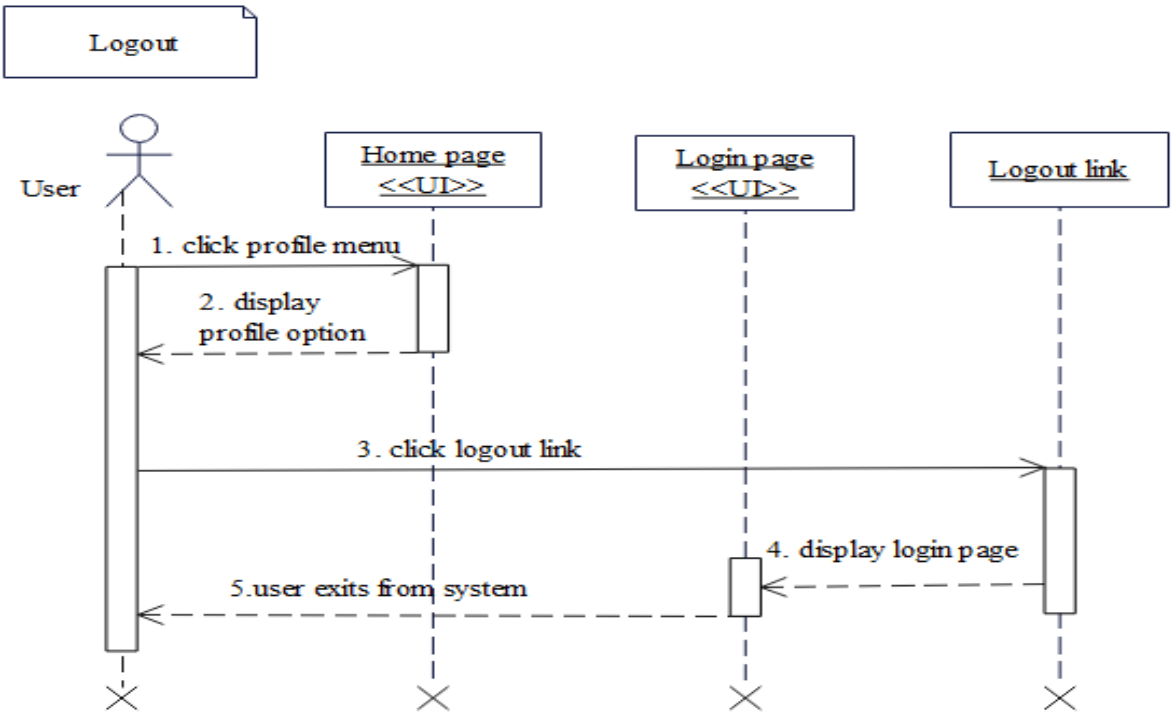 Logout
User
Home page
<<UI>>
Login page
<<UI>>
Logout link
1. click profile menu
2. display
profile option
3. click logout link
4. display login page
5.user exits from system